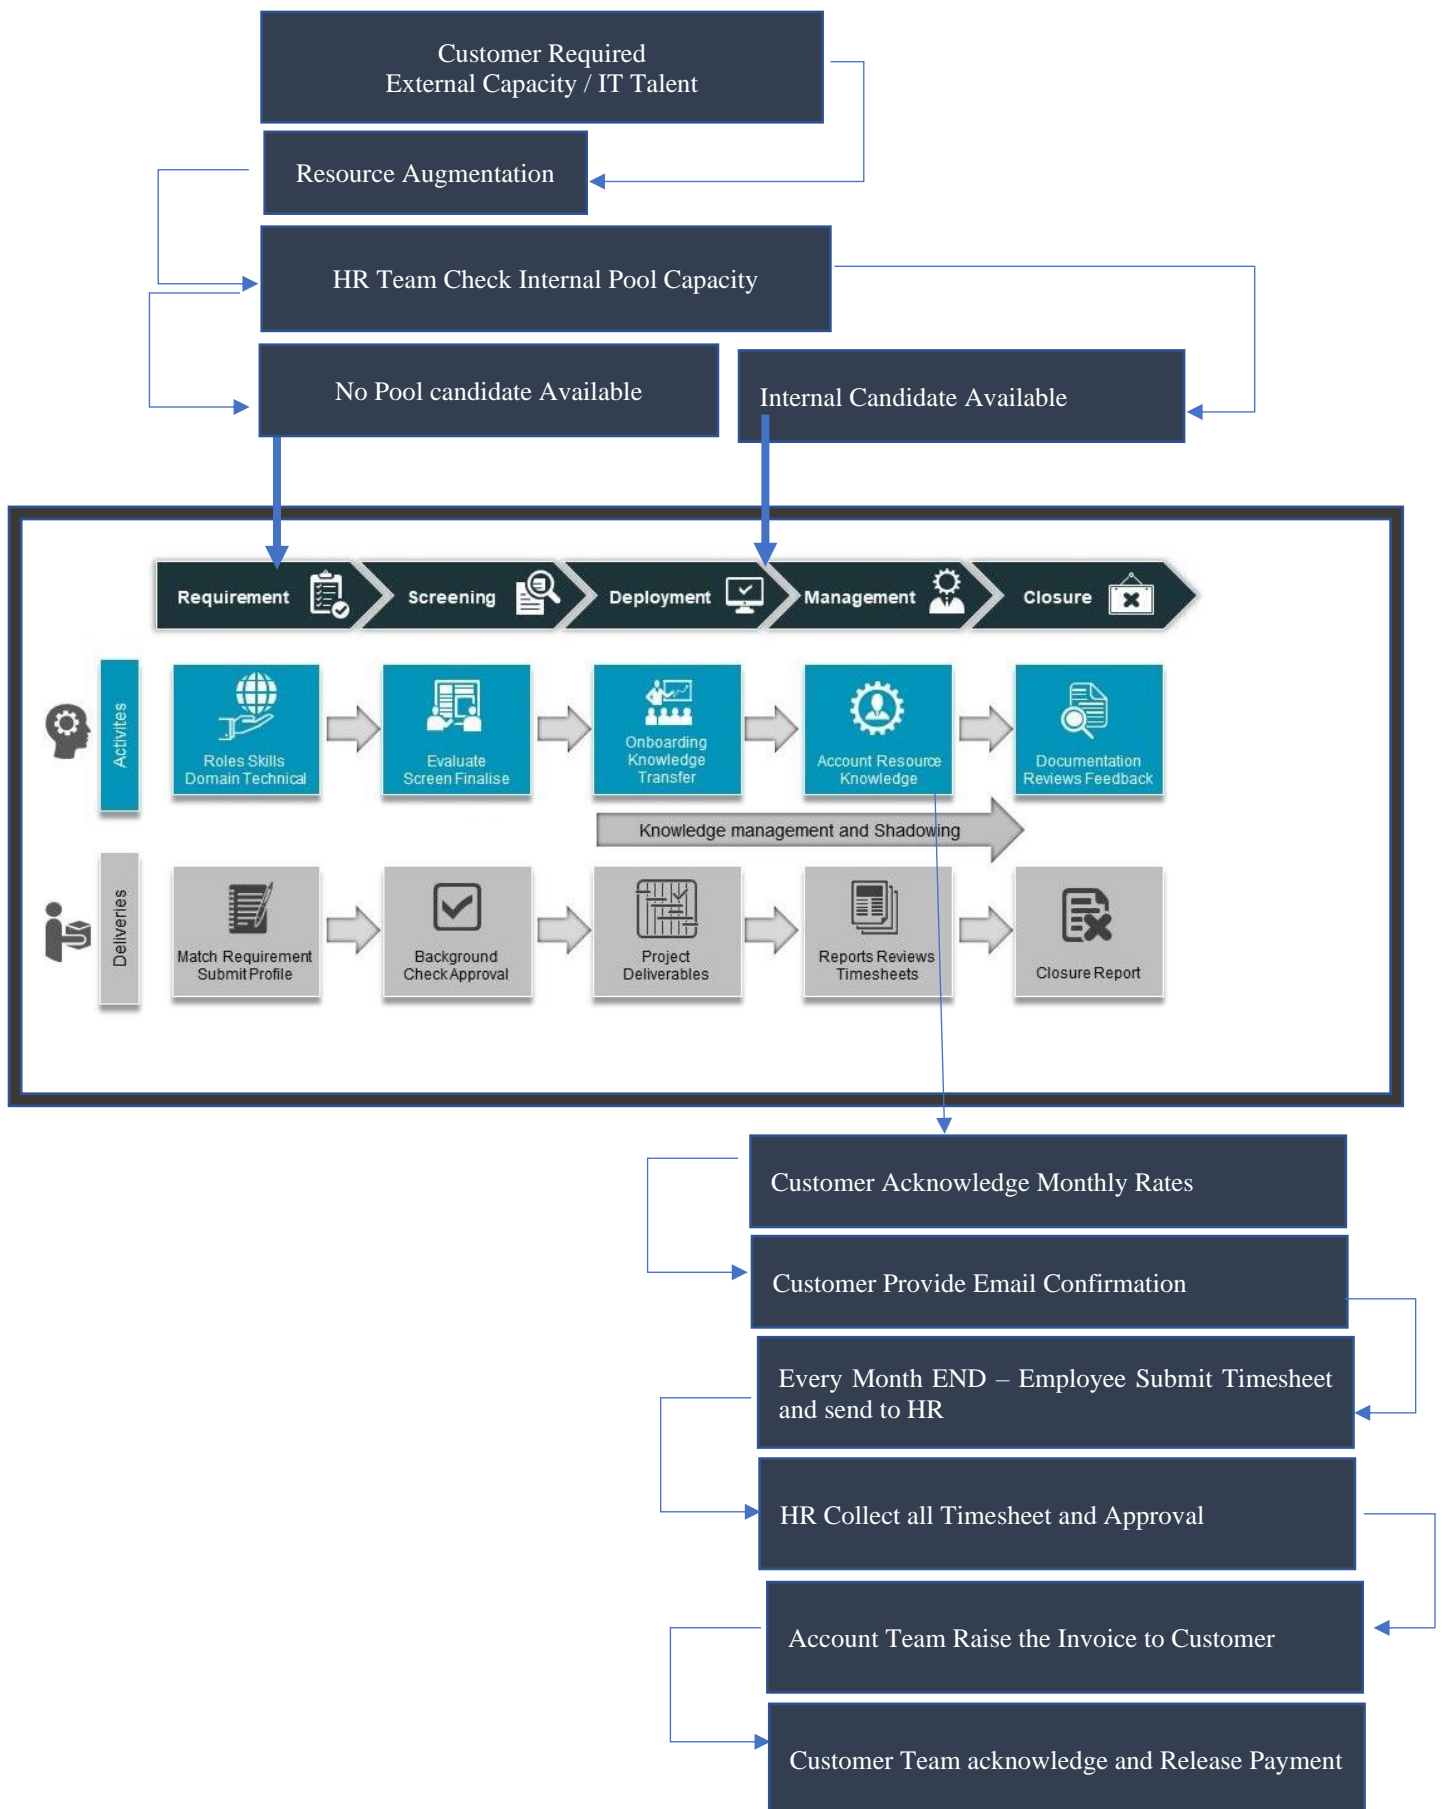 Customer Required
External Capacity / IT Talent
Resource Augmentation
HR Team Check Internal Pool Capacity
No Pool candidate Available
Internal Candidate Available
Requirement
Screening
Deployment
Management
Closure
Activites
Roles Skills
Domain Technical
Evaluate
Screen Finalise
Onboarding
Knowledge
Transfer
Account Resource
Knowledge
Documentation
Reviews Feedback
Knowledge management and Shadowing
Deliveries
Match Requirement
Submit Profile
Background
Check Approval
Project
Deliverables
Reports Reviews
Timesheets
Closure Report
Customer Acknowledge Monthly Rates
Customer Provide Email Confirmation
Every Month END – Employee Submit Timesheet
and send to HR
HR Collect all Timesheet and Approval
Account Team Raise the Invoice to Customer
Customer Team acknowledge and Release Payment